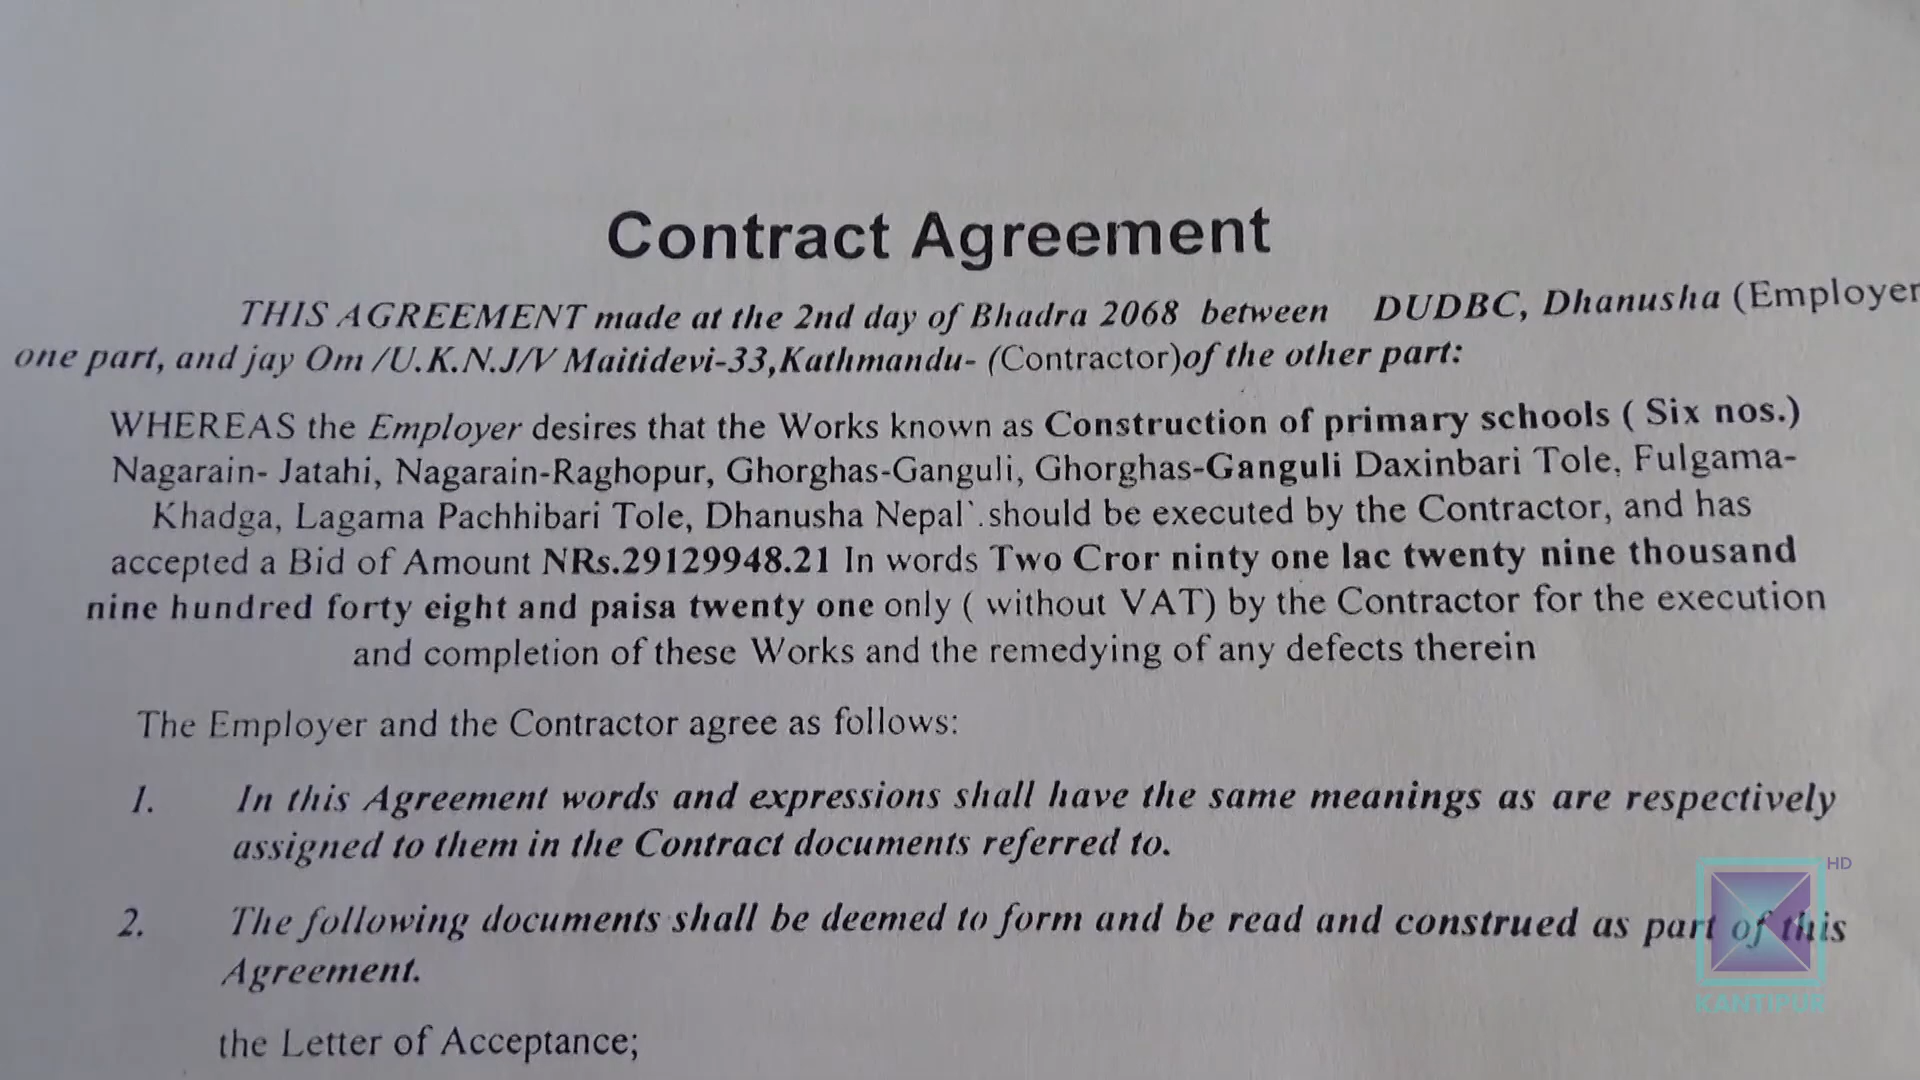 Contract Agreement
THIS AGREEMENT made at the 2nd day of Bhadra 2068 between DUDBC, Dhanusha (Employer
one part, and jay Om /U.K.N.J/V Maitidevi-33,Kathmandu- (Contractor)of the other part:
WHEREAS the Employer desires that the Works known as Construction of primary schools ( Six nos.)
Nagarain- Jatahi, Nagarain-Raghopur, Ghorghas-Ganguli, Ghorghas-Ganguli Daxinbari Tole, Fulgama-
Khadga, Lagama Pachhibari Tole, Dhanusha Nepal`.should be executed by the Contractor, and has
accepted a Bid of Amount NRs.29129948.21 In words Two Cror ninty one lac twenty nine thousand
nine hundred forty eight and paisa twenty one only ( without VAT) by the Contractor for the execution
and completion of these Works and the remedying of any defects therein
The Employer and the Contractor agree as follows:
1. In this Agreement words and expressions shall have the same meanings as are respectively
assigned to them in the Contract documents referred to.
2. The following documents shall be deemed to form and be read and construed as part of this
Agreement.
the Letter of Acceptance;
HD
KANTIPUR